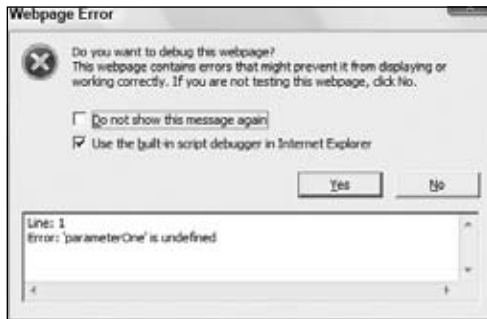 Webpage Error
Do you want to debug this webpage?
This webpage contains errors that might prevent it from displaying or
working correctly. If you are not testing this webpage, click No.
Do not show this message again
Use the built-in script debugger in Internet Explorer
Yes
No
Line: 1
Error: 'parameterOne' is undefined